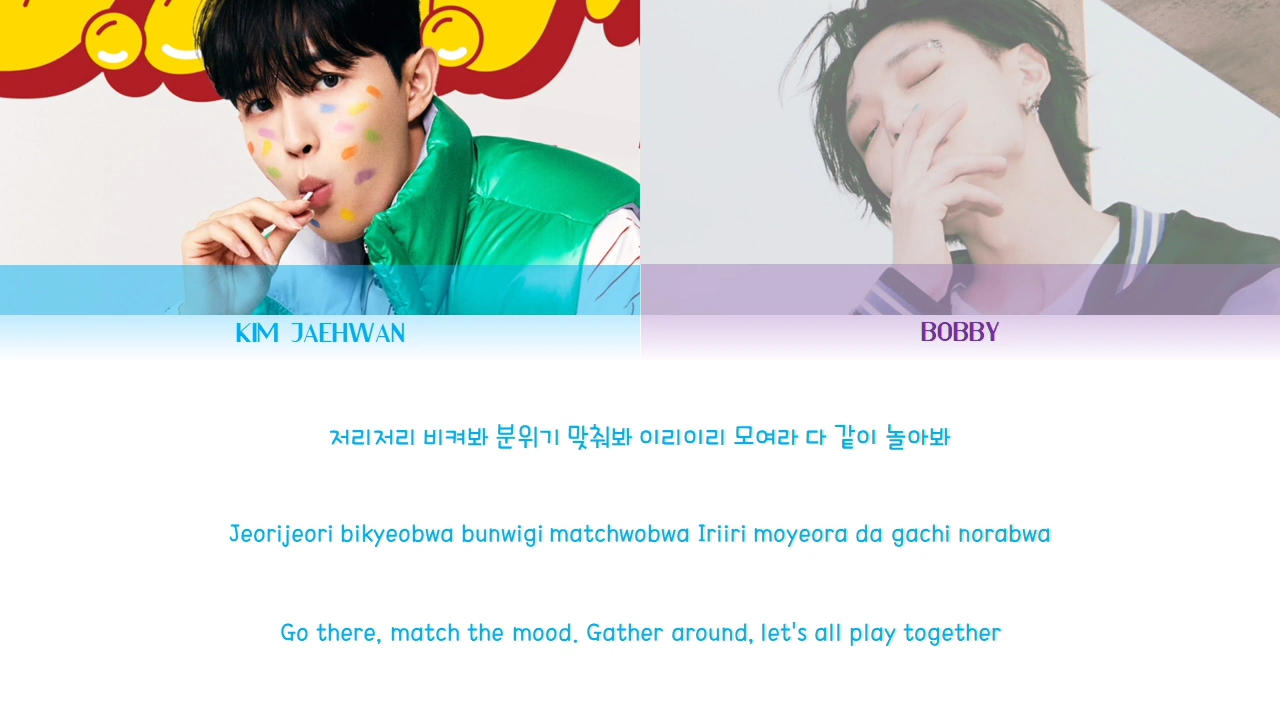 KIM JAEHWAN
BOBBY
저리저리 비켜봐 분위기 맞춰봐 이리이리 모여라 다 같이 놀아봐
Jeorijeori bikyeobwa bunwigi matchwobwa Iriiri moyeora da gachi norabwa
Go there, match the mood. Gather around, let's all play together